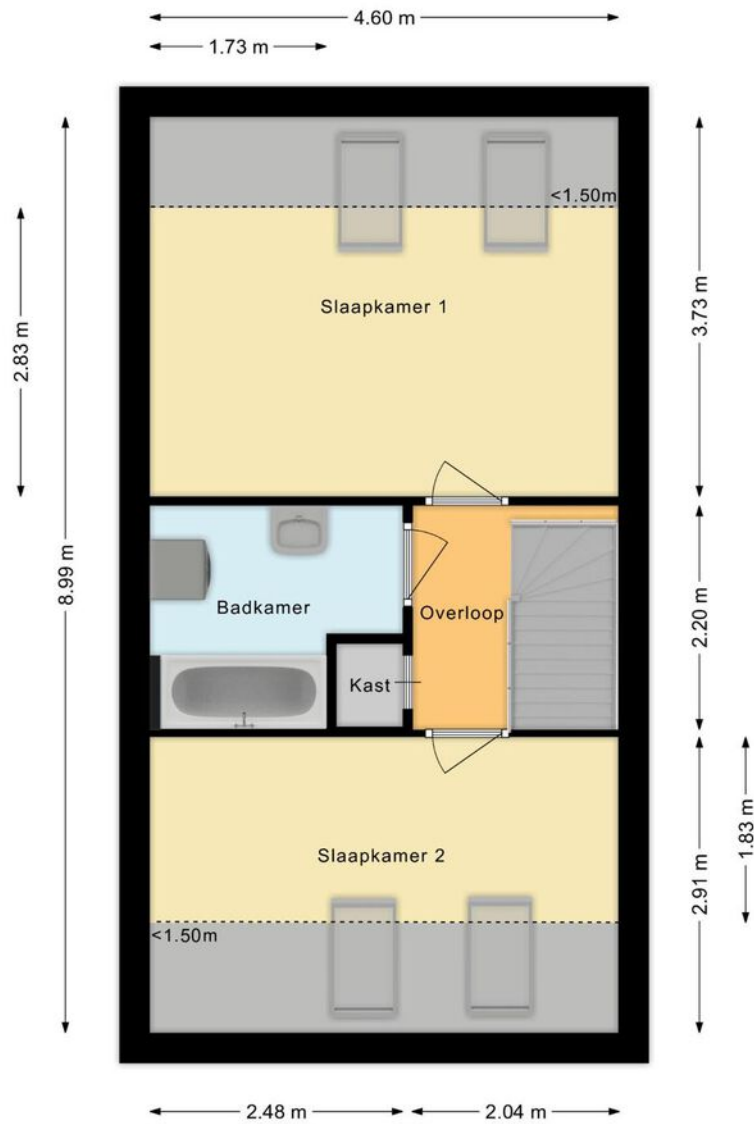 4.60 m
1.73 m
<1.50m
Slaapkamer 1
2.83 m
3.73 m
8.99 m
Badkamer
Overloop
2.20 m
Kast
Slaapkamer 2
1.83 m
2.91 m
<1.50m
2.48 m
2.04 m